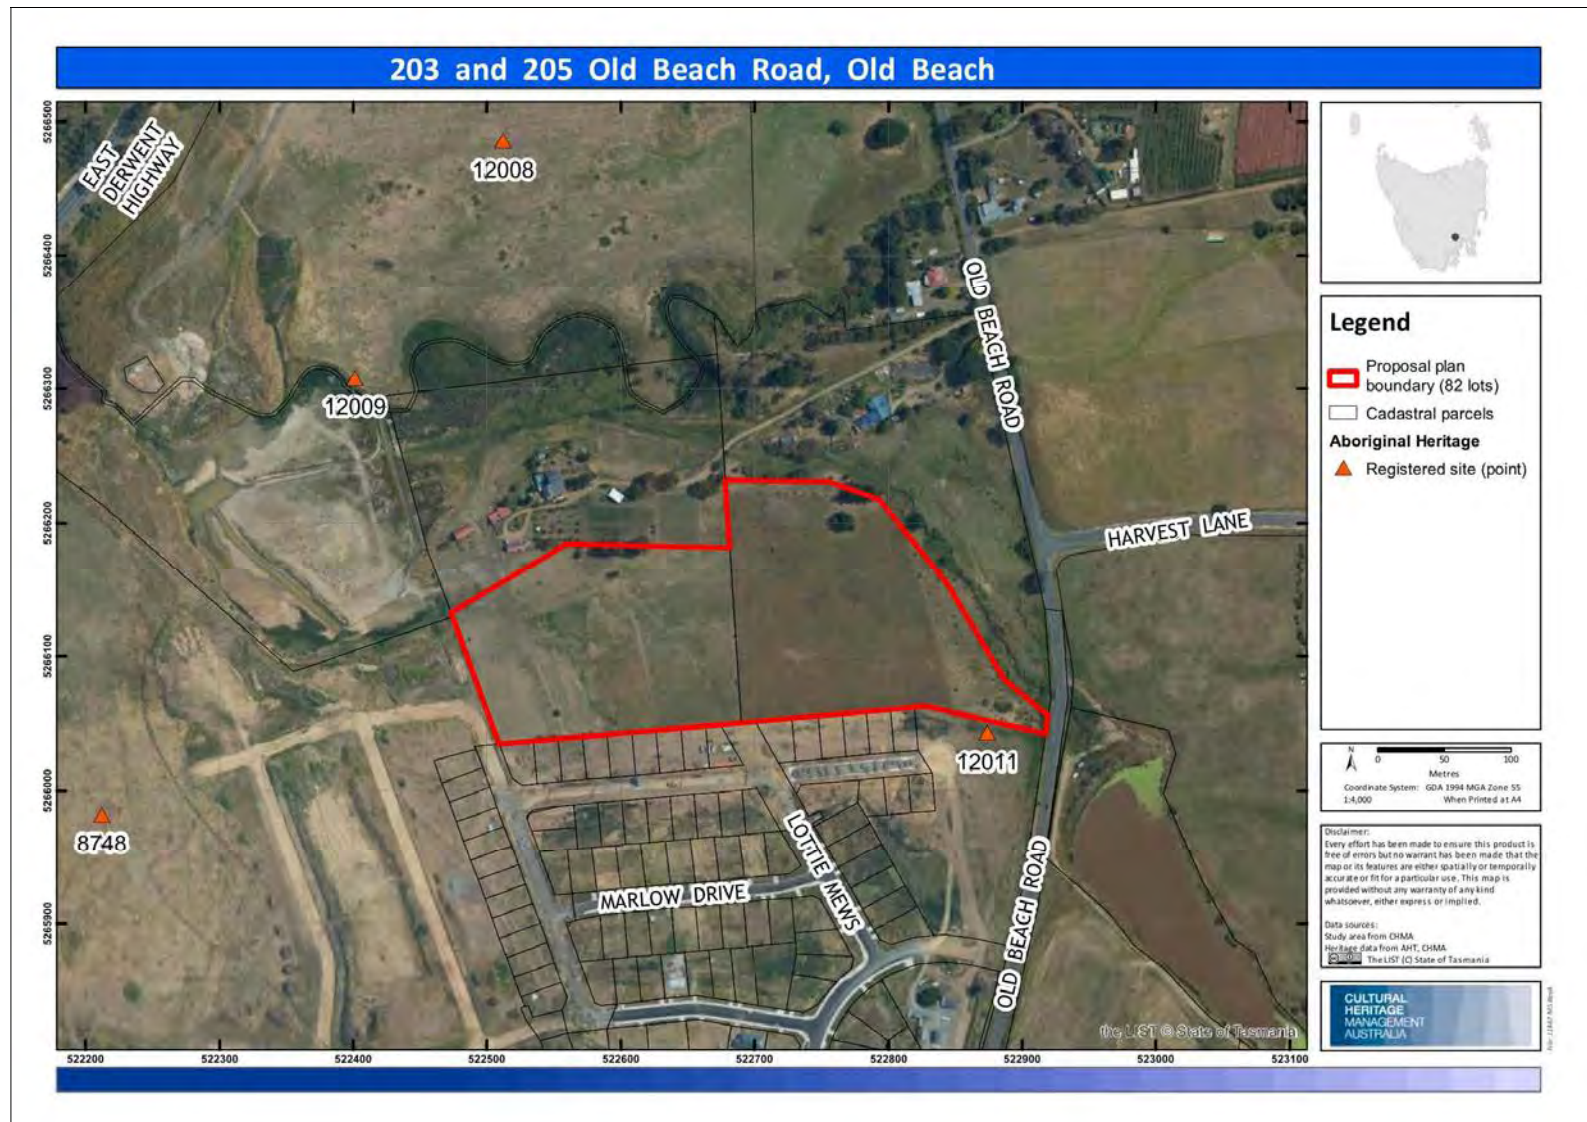 203 and 205 Old Beach Road, Old Beach
5266500
5266400
5266300
5266200
5266100
5266000
5265900
EAST
DERWENT
HIGHWAY
12008
12009
OLD BEACH ROAD
HARVEST LANE
12011
8748
LOTTIE MEWS
MARLOW DRIVE
OLD BEACH ROAD
the LIST © State of Tasmania
522200
522300
522400
522500
522600
522700
522800
522900
523000
523100
Legend
Proposal plan
boundary (82 lots)
Cadastral parcels
Aboriginal Heritage
Registered site (point)
N
0 50 100
Metres
Coordinate System: GDA 1994 MGA Zone 55
1:4,000 When Printed at A4
Disclaimer:
Every effort has been made to ensure this product is
free of errors but no warrant has been made that the
map or its features are either spatially or temporally
accurate or fit for a particular use. This map is
provided without any warranty of any kind
whatsoever, either express or implied.
Data sources:
Study area from CHMA
Heritage data from AHT, CHMA
The LIST (C) State of Tasmania
CULTURAL
HERITAGE
MANAGEMENT
AUSTRALIA